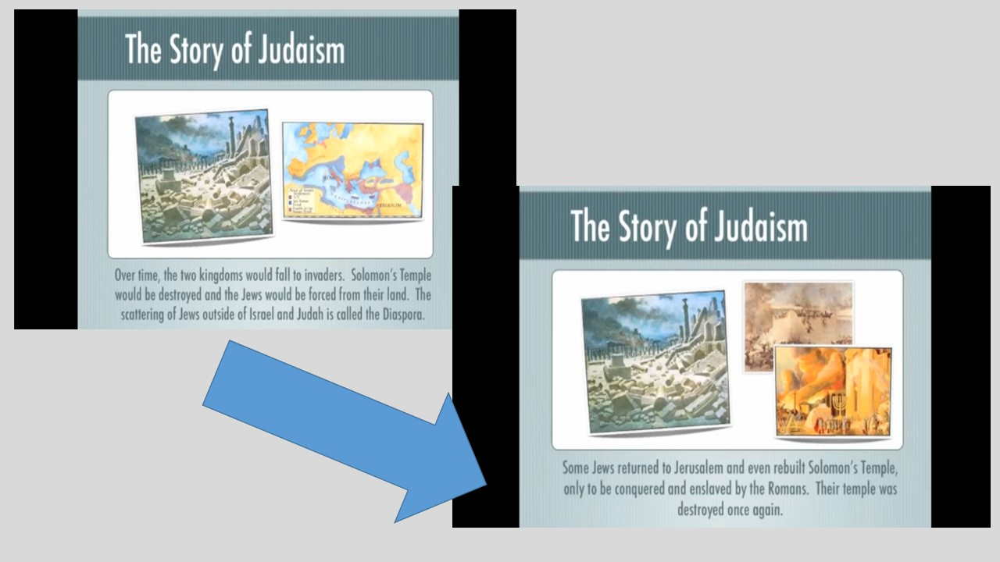 The Story of Judaism
Over time, the two kingdoms would fall to invaders. Solomon's Temple
would be destroyed and the Jews would be forced from their land. The
scattering of Jews outside of Israel and Judah is called the Diaspora.
The Story of Judaism
Some Jews returned to Jerusalem and even rebuilt Solomon's Temple,
only to be conquered and enslaved by the Romans. Their temple was
destroyed once again.